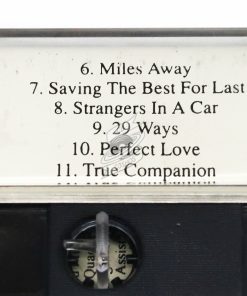 6. Miles Away
7. Saving The Best For Last
8. Strangers In A Car
9. 29 Ways
10. Perfect Love
11. True Companion